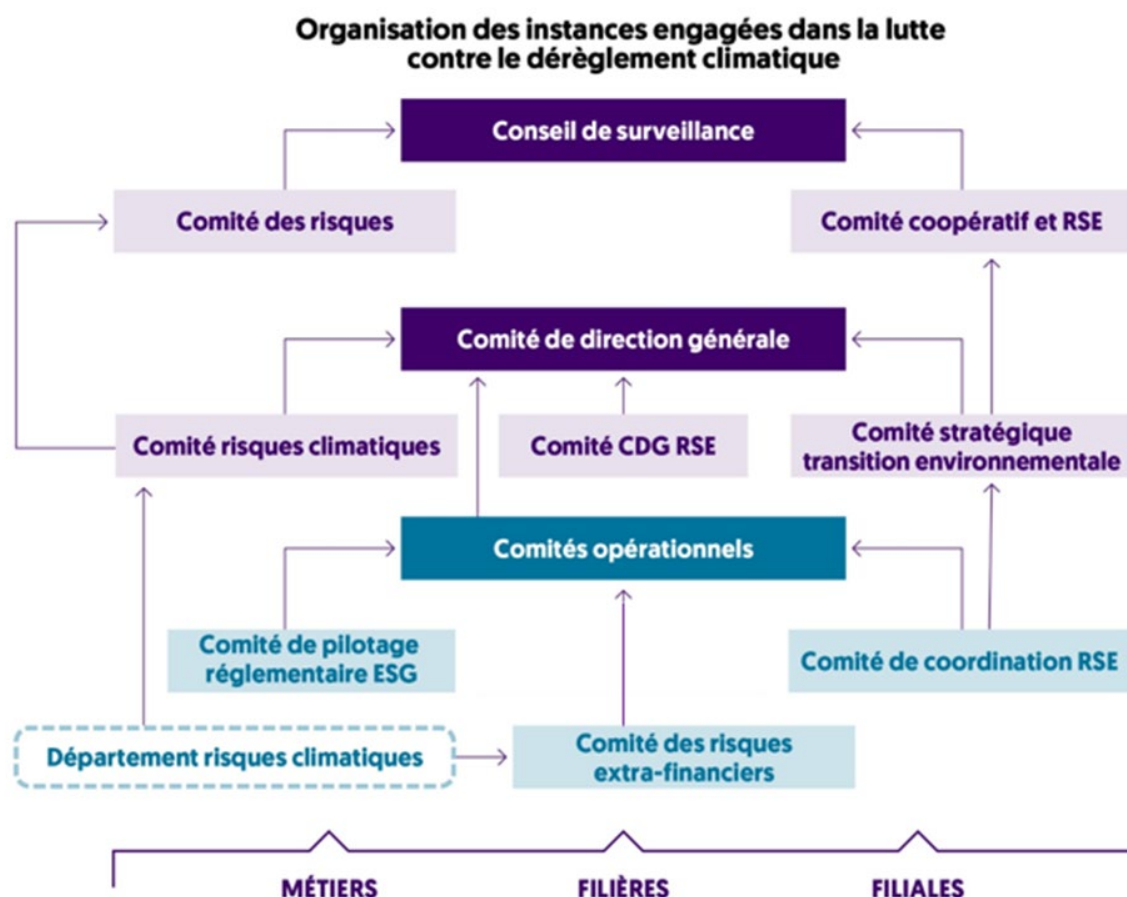 Organisation des instances engagées dans la lutte
contre le dérèglement climatique
Conseil de surveillance
Comité des risques
Comité coopératif et RSE
Comité de direction générale
Comité risques climatiques
Comité CDG RSE
Comité stratégique
transition environnementale
Comités opérationnels
Comité de pilotage
réglementaire ESG
Comité de coordination RSE
Département risques climatiques
Comité des risques
extra-financiers
MÉTIERS
FILIÈRES
FILIALES